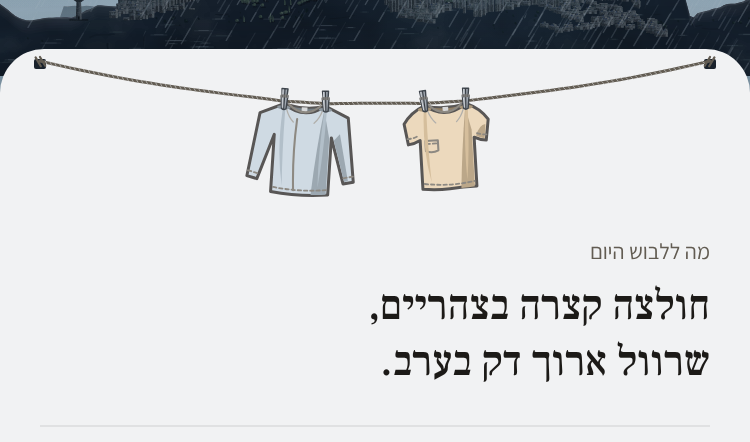 מה ללבוש היום
חולצה קצרה בצהריים,
שרוול ארוך דק בערב.